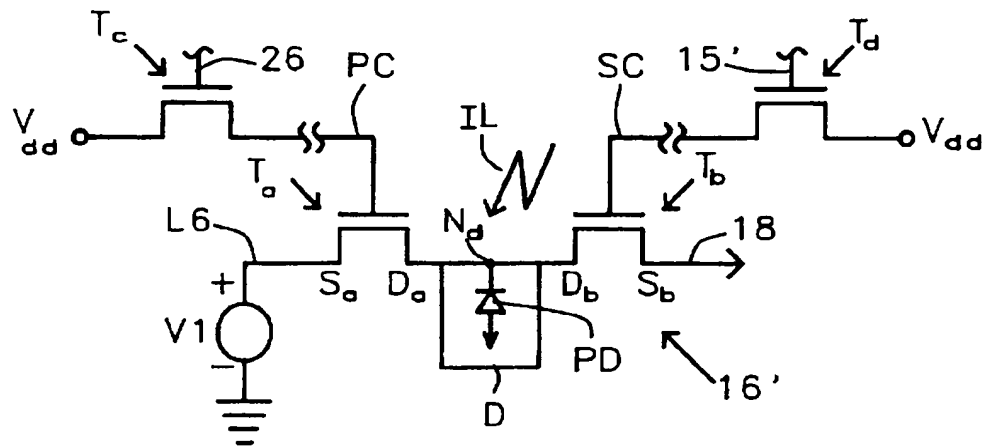 Tc 26 PC SC 15' Td
Vdd IL Vdd
Ta Tb
L6 Nd 18
Sa Da Db Sb
+
V1 PD
− D 16'